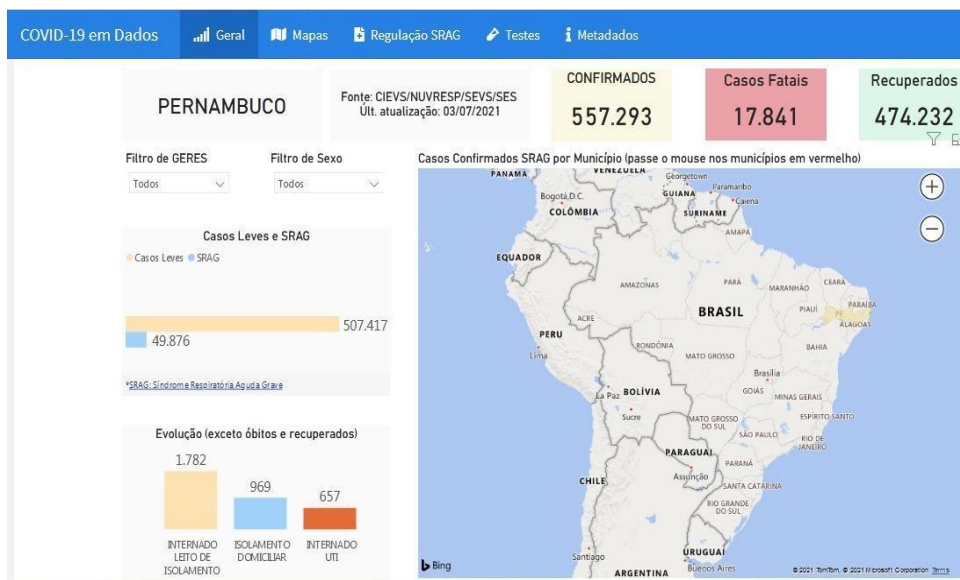 COVID-19 em Dados
Geral
Mapas
Regulação SRAG
Testes
Metadados
PERNAMBUCO
Fonte: CIEVS/NUVRESP/SEVS/SES
Últ. atualização: 03/07/2021
CONFIRMADOS
557.293
Casos Fatais
17.841
Recuperados
474.232
Filtro de GERES
Todos
Filtro de Sexo
Todos
Casos Leves e SRAG
Casos Leves
SRAG
507.417
49.876
*SRAG: Síndrome Respiratória Aguda Grave
Evolução (exceto óbitos e recuperados)
1.782
969
657
INTERNADO
LEITO DE
ISOLAMENTO
ISOLAMENTO
DOMICILIAR
INTERNADO
UTI
Casos Confirmados SRAG por Município (passe o mouse nos municípios em vermelho)
PANAMÁ
VENEZUELA
Georgetown
Paramaribo
Bogotá, D.C.
GUIANA
Caiena
COLÔMBIA
SURINAME
AMAPÁ
EQUADOR
AMAZONAS
PARÁ
MARANHÃO
CEARÁ
BRASIL
PIAUÍ
PARAÍBA
PE
ALAGOAS
ACRE
PERU
RONDÔNIA
BAHIA
Lima
MATO GROSSO
Brasília
La Paz
BOLÍVIA
GOIÁS
MINAS GERAIS
Sucre
MATO GROSSO
DO SUL
ESPÍRITO SANTO
SÃO PAULO
RIO DE
JANEIRO
PARAGUAI
PARANÁ
CHILE
Assunção
SANTA CATARINA
RIO GRANDE
DO SUL
Santiago
URUGUAI
ARGENTINA
Buenos Aires
Bing
© 2021 TomTom, © 2021 Microsoft Corporation Terms